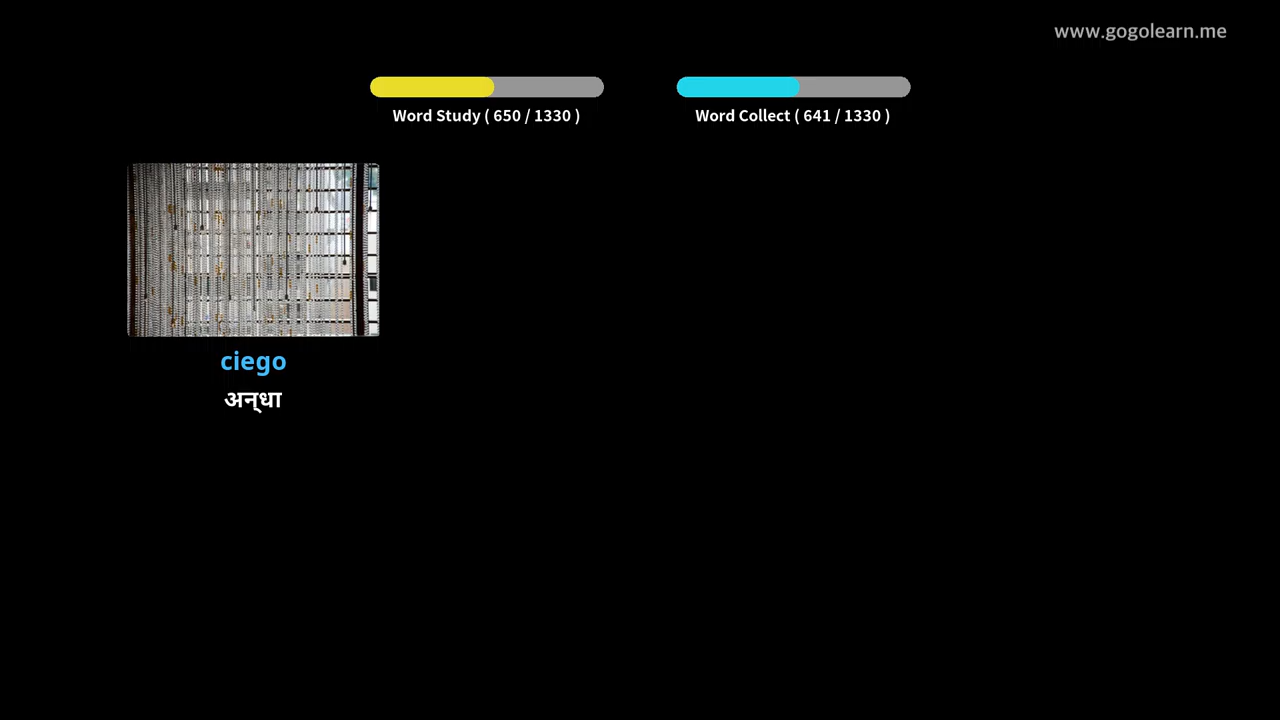 www.gogolearn.me
Word Study ( 650 / 1330 )
Word Collect ( 641 / 1330 )
ciego
अन्‌धा